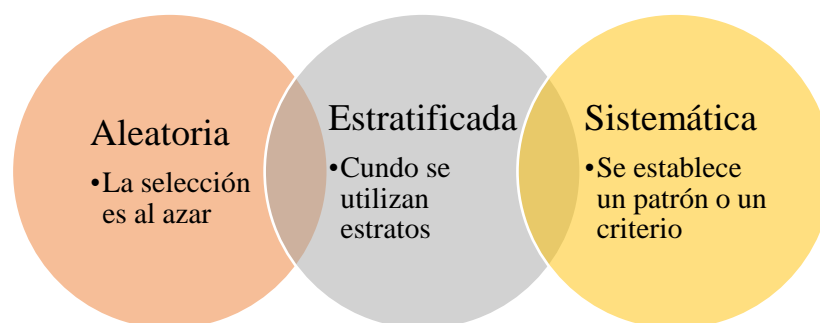 Aleatoria
•La selección
es al azar
Estratificada
•Cundo se
utilizan
estratos
Sistemática
•Se establece
un patrón o un
criterio